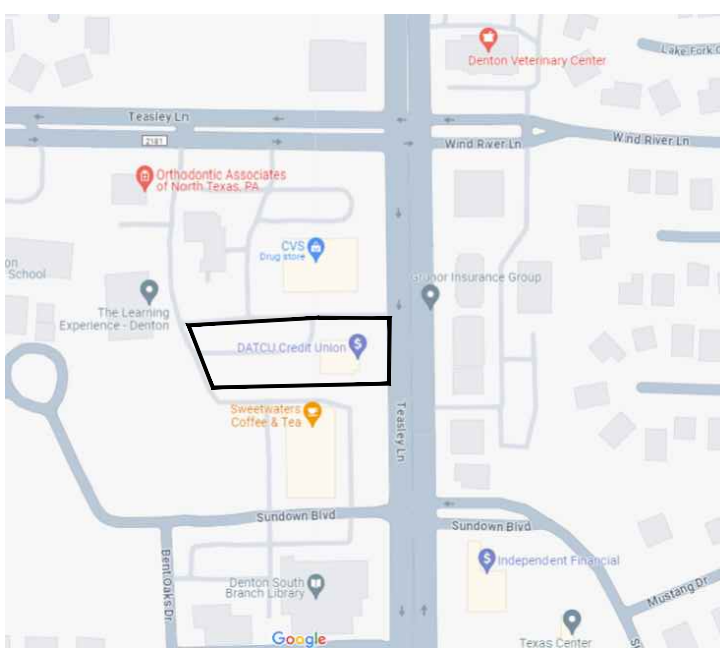 Denton Veterinary Center
Lake Fork C
Teasley Ln
2181
Wind River Ln
Wind River Ln
Orthodontic Associates
of North Texas, PA
CVS
Drug store
on
School
Insurance Group
The Learning
Experience - Denton
DATCU Credit Union
Sweetwaters
Coffee & Tea
Teasley Ln
Sundown Blvd
Sundown Blvd
Bent Oaks Dr
Independent Financial
Denton South
Branch Library
Mustang Dr
Google
Texas Center